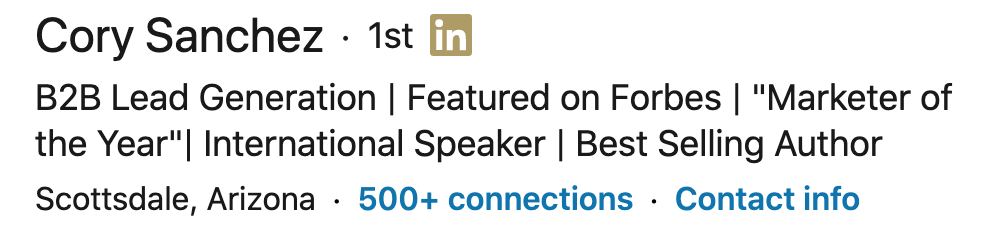 Cory Sanchez · 1st in
B2B Lead Generation | Featured on Forbes | "Marketer of
the Year"| International Speaker | Best Selling Author
Scottsdale, Arizona · 500+ connections · Contact info